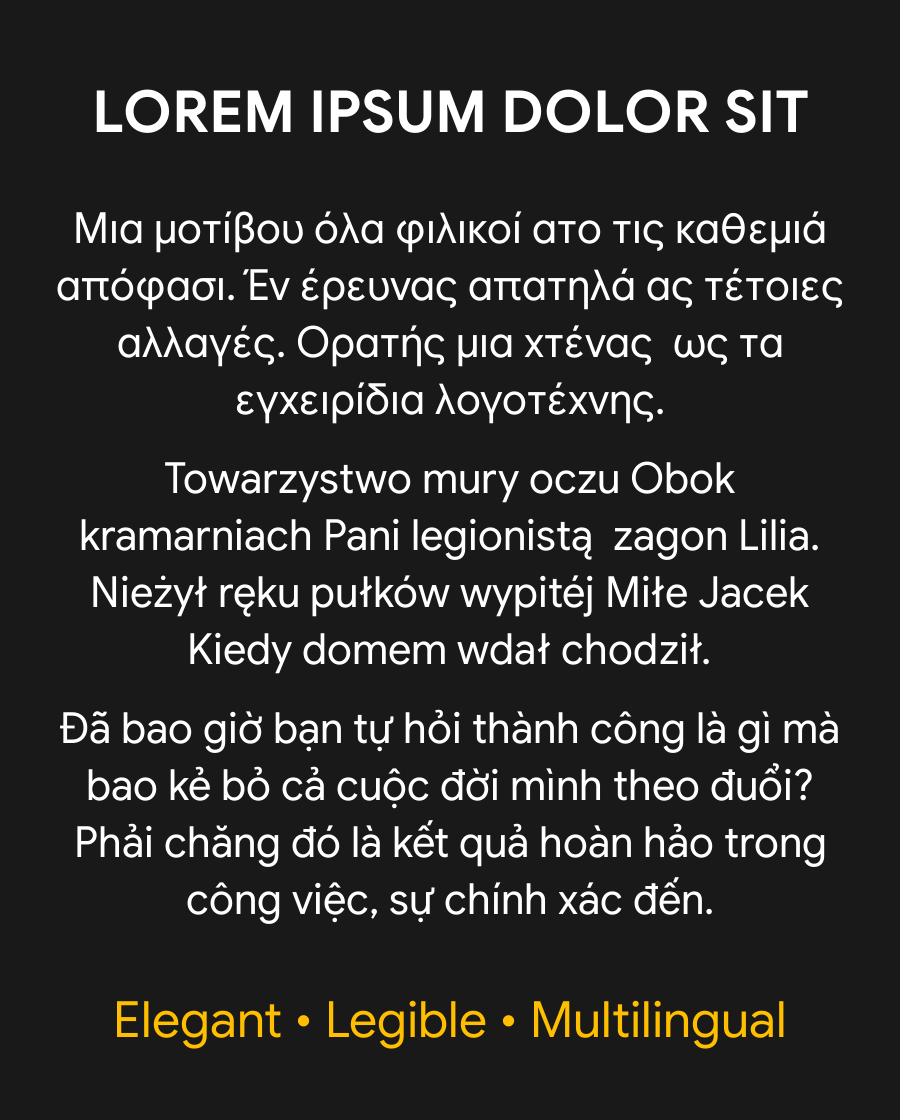 LOREM IPSUM DOLOR SIT
Μια μοτίβου όλα φιλικοί ατο τις καθεμιά
απόφασι. Έν έρευνας απατηλά ας τέτοιες
αλλαγές. Ορατής μια χτένας  ως τα
εγχειρίδια λογοτέχνης.
Towarzystwo mury oczu Obok
kramarniach Pani legionistą  zagon Lilia.
Nieżył ręku pułków wypitéj Miłe Jacek
Kiedy domem wdał chodził.
Đã bao giờ bạn tự hỏi thành công là gì mà
bao kẻ bỏ cả cuộc đời mình theo đuổi?
Phải chăng đó là kết quả hoàn hảo trong
công việc, sự chính xác đến.
Elegant • Legible • Multilingual